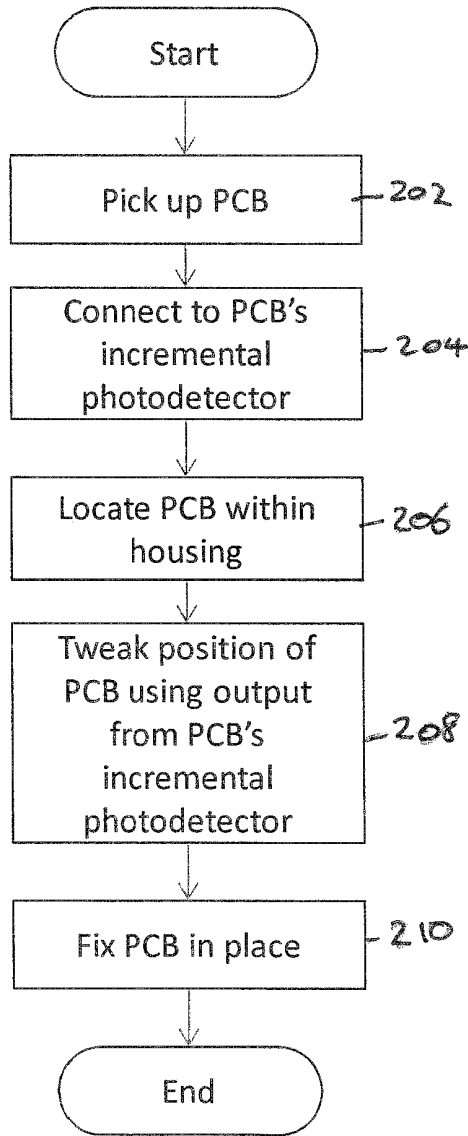 Start
Pick up PCB
202
Connect to PCB's
incremental
photodetector
204
Locate PCB within
housing
206
Tweak position of
PCB using output
from PCB's
incremental
photodetector
208
Fix PCB in place
210
End